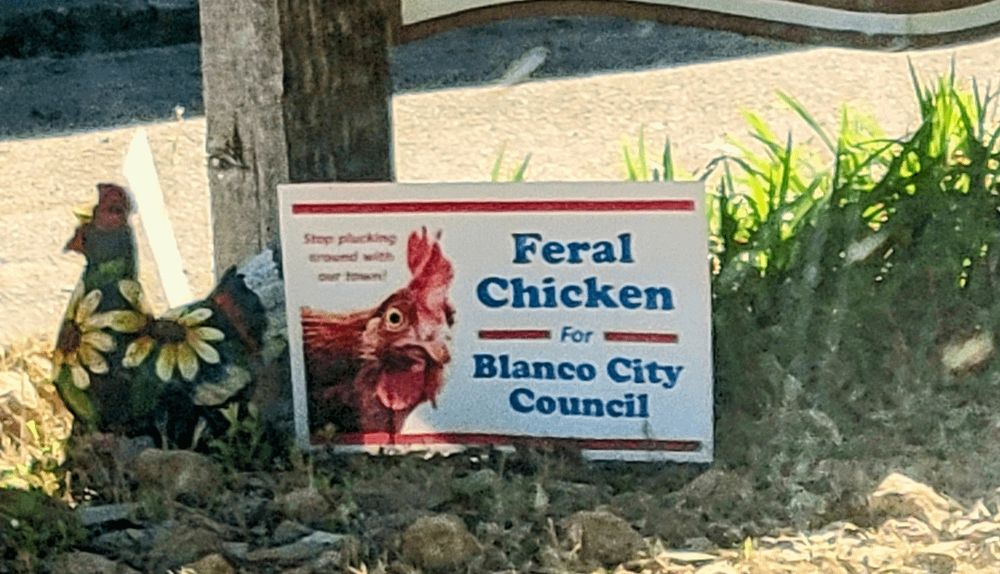 Stop plucking
around with
our town!
Feral
Chicken
For
Blanco City
Council